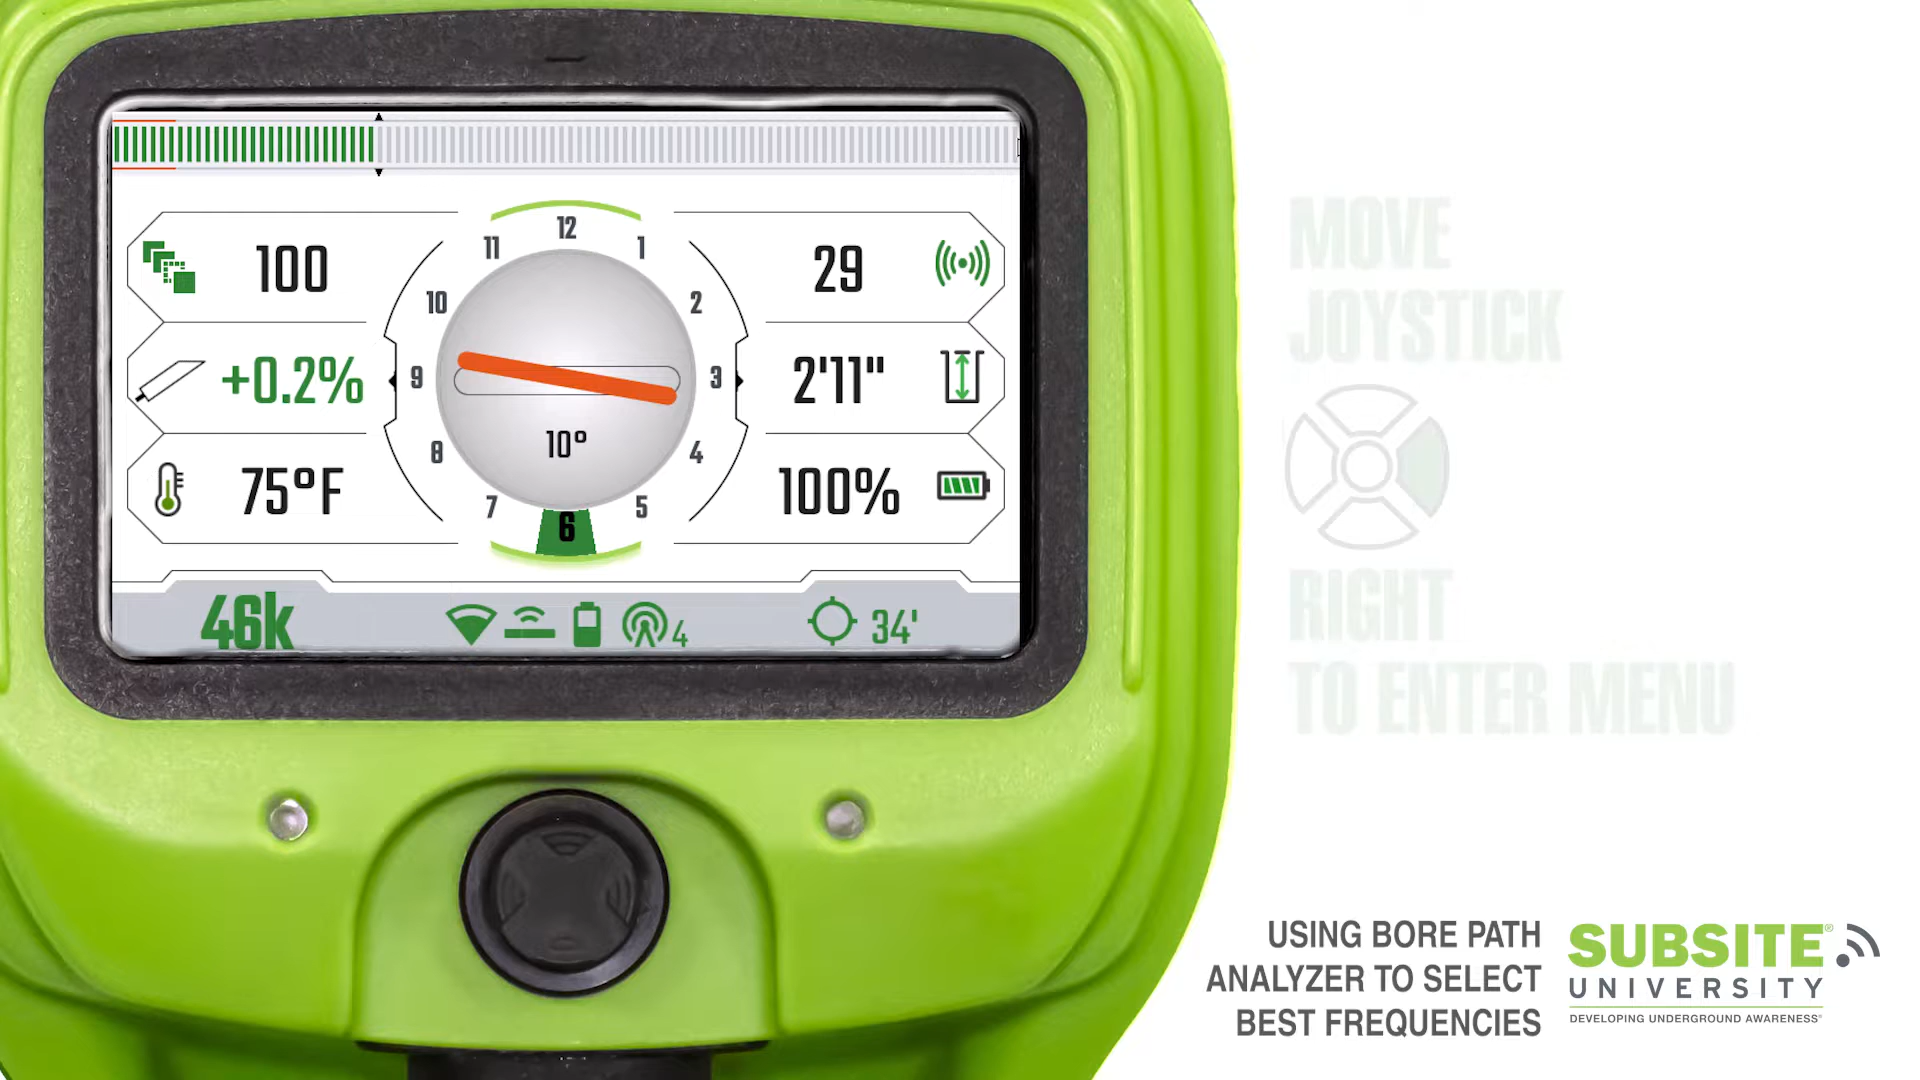 12
11
1
10
2
9
3
8
4
7
5
6
10°
100
+0.2%
75°F
29
2'11"
100%
46k
4
34'
MOVE
JOYSTICK
RIGHT
TO ENTER MENU
USING BORE PATH
ANALYZER TO SELECT
BEST FREQUENCIES
SUBSITE®
UNIVERSITY
DEVELOPING UNDERGROUND AWARENESS®